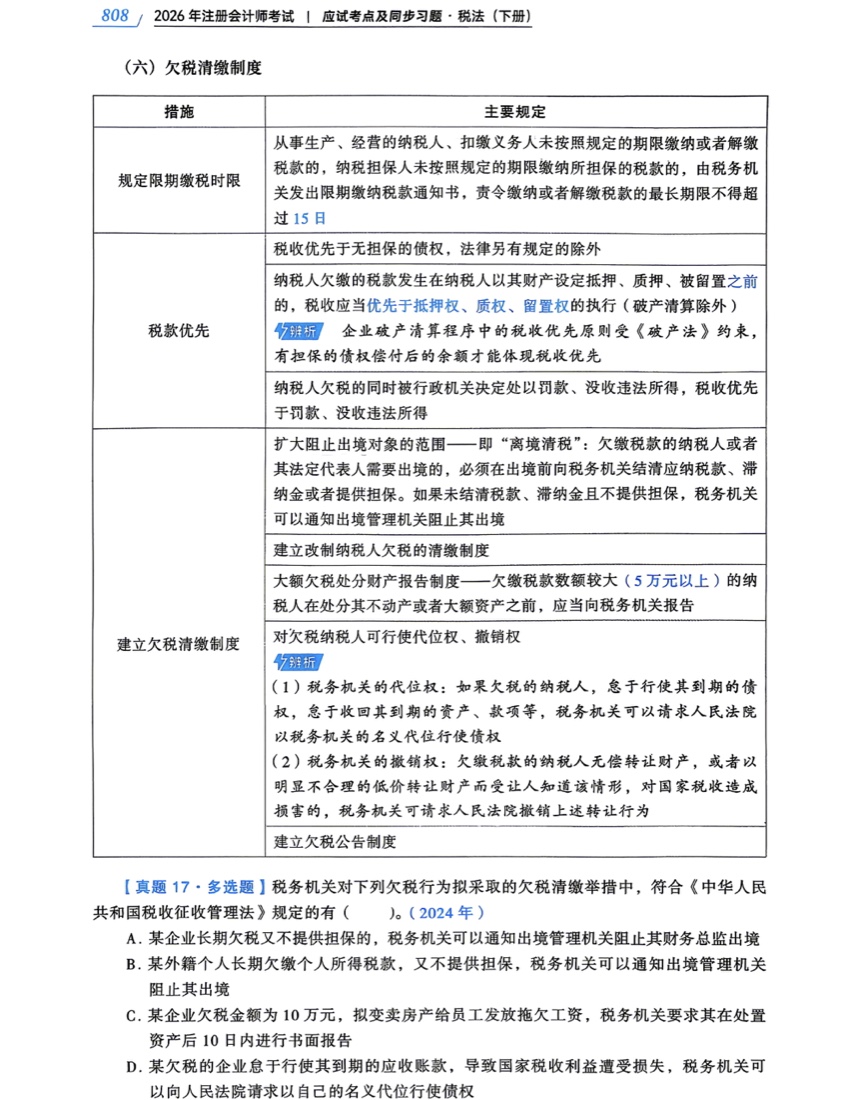 808 2026 年注册会计师考试 | 应试考点及同步习题·税法（下册）
（六）欠税清缴制度
措施
主要规定
规定限期缴税时限
从事生产、经营的纳税人、扣缴义务人未按照规定的期限缴纳或者解缴
税款的，纳税担保人未按照规定的期限缴纳所担保的税款的，由税务机
关发出限期缴纳税款通知书，责令缴纳或者解缴税款的最长期限不得超
过 15 日
税款优先
税收优先于无担保的债权，法律另有规定的除外
纳税人欠缴的税款发生在纳税人以其财产设定抵押、质押、被留置之前
的，税收应当优先于抵押权、质权、留置权的执行（破产清算除外）
辨析 企业破产清算程序中的税收优先原则受《破产法》约束，
有担保的债权偿付后的余额才能体现税收优先
纳税人欠税的同时被行政机关决定处以罚款、没收违法所得，税收优先
于罚款、没收违法所得
建立欠税清缴制度
扩大阻止出境对象的范围——即“离境清税”：欠缴税款的纳税人或者
其法定代表人需要出境的，必须在出境前向税务机关结清应纳税款、滞
纳金或者提供担保。如果未结清税款、滞纳金且不提供担保，税务机关
可以通知出境管理机关阻止其出境
建立改制纳税人欠税的清缴制度
大额欠税处分财产报告制度——欠缴税款数额较大（5 万元以上）的纳
税人在处分其不动产或者大额资产之前，应当向税务机关报告
对欠税纳税人可行使代位权、撤销权
辨析
（1）税务机关的代位权：如果欠税的纳税人，怠于行使其到期的债
权，怠于收回其到期的资产、款项等，税务机关可以请求人民法院
以税务机关的名义代位行使债权
（2）税务机关的撤销权：欠缴税款的纳税人无偿转让财产，或者以
明显不合理的低价转让财产而受让人知道该情形，对国家税收造成
损害的，税务机关可请求人民法院撤销上述转让行为
建立欠税公告制度
【真题 17·多选题】税务机关对下列欠税行为拟采取的欠税清缴举措中，符合《中华人民
共和国税收征收管理法》规定的有（ ）。（2024 年）
A. 某企业长期欠税又不提供担保的，税务机关可以通知出境管理机关阻止其财务总监出境
B. 某外籍个人长期欠缴个人所得税款，又不提供担保，税务机关可以通知出境管理机关
阻止其出境
C. 某企业欠税金额为 10 万元，拟变卖房产给员工发放拖欠工资，税务机关要求其在处置
资产后 10 日内进行书面报告
D. 某欠税的企业怠于行使其到期的应收账款，导致国家税收利益遭受损失，税务机关可
以向人民法院请求以自己的名义代位行使债权